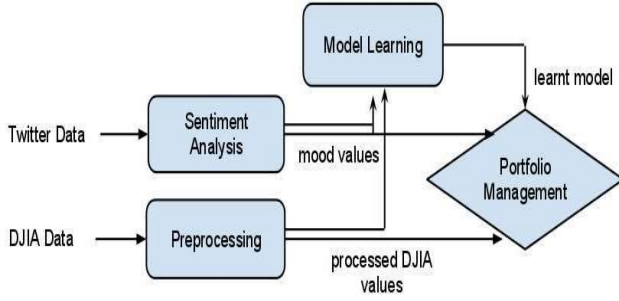 Model Learning
learnt model
Twitter Data
Sentiment
Analysis
mood values
Portfolio
Management
DJIA Data
Preprocessing
processed DJIA
values